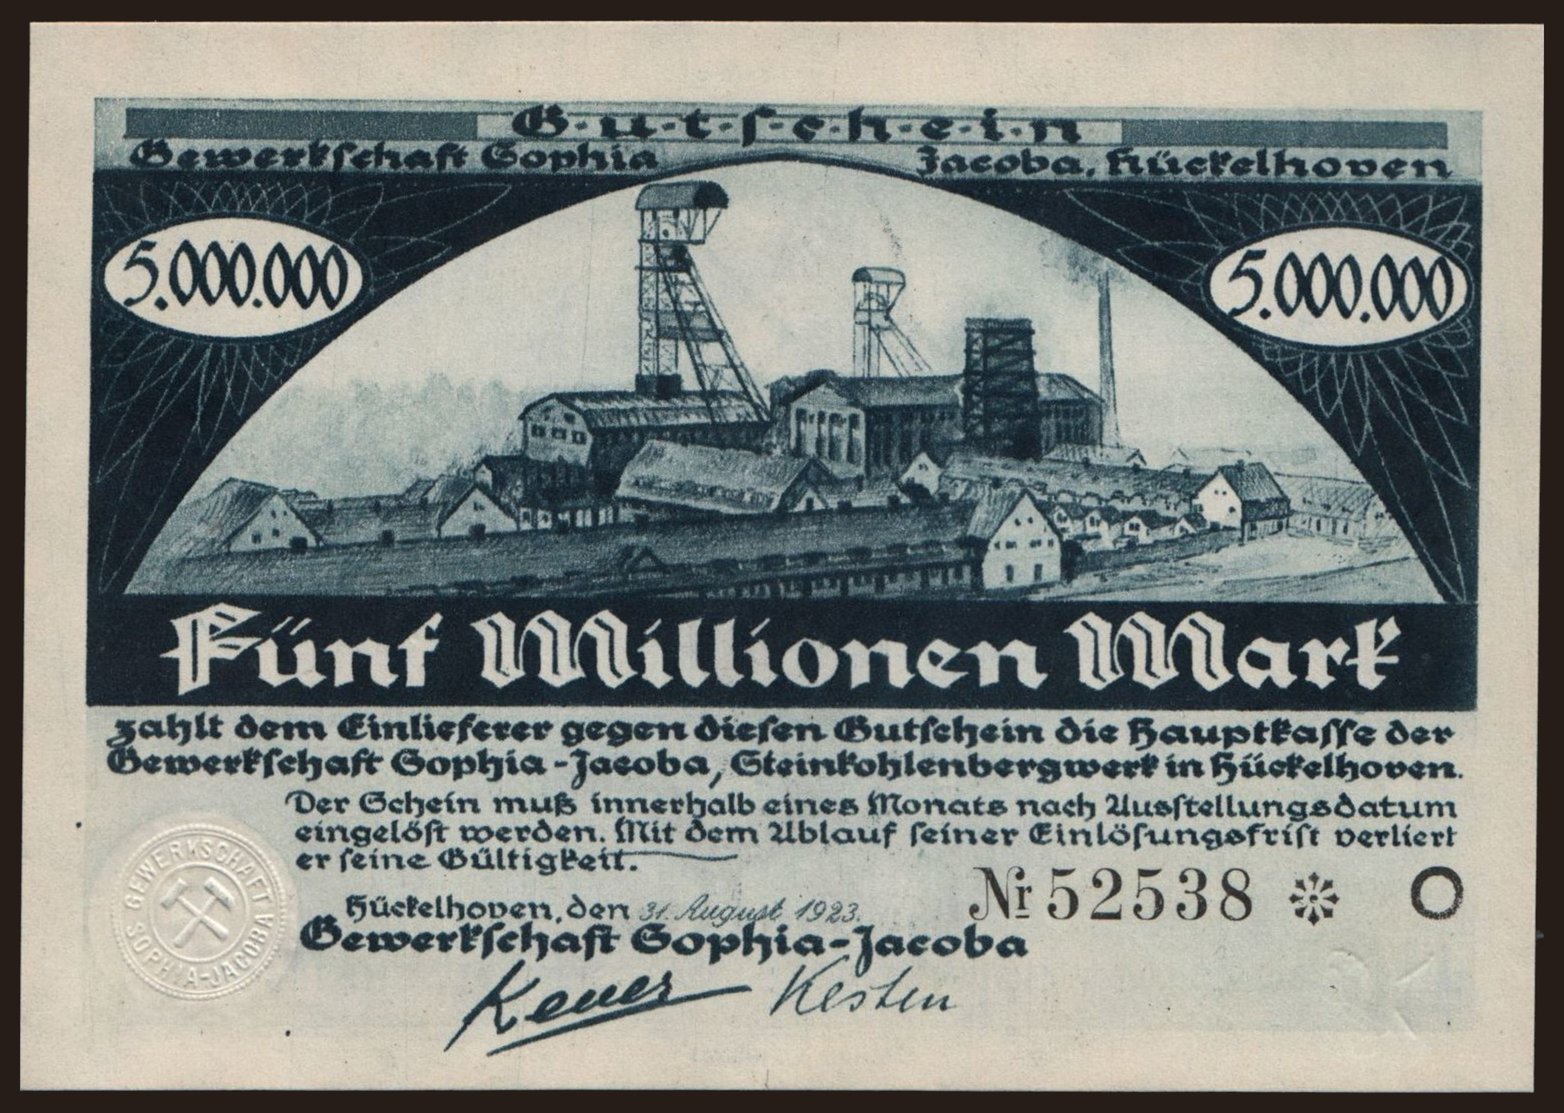 G·u·t·ſ·c·h·e·i·n
Gewerkſchaft Sophia Jacoba, Hückelhoven
5.000.000 5.000.000
Fünf Millionen Mark
zahlt dem Einlieferer gegen dieſen Gutſchein die Hauptkaſſe der
Gewerkſchaft Sophia-Jacoba, Steinkohlenbergwerk in Hückelhoven.
Der Schein muß innerhalb eines Monats nach Ausſtellungsdatum
eingelöſt werden. Mit dem Ablauf ſeiner Einlöſungsfriſt verliert
er ſeine Gültigkeit.
Nr 52538
Hückelhoven, den 31. August 1923.
Gewerkſchaft Sophia-Jacoba
Kesten
GEWERKSCHAFT
SOPHIA-JACOBA